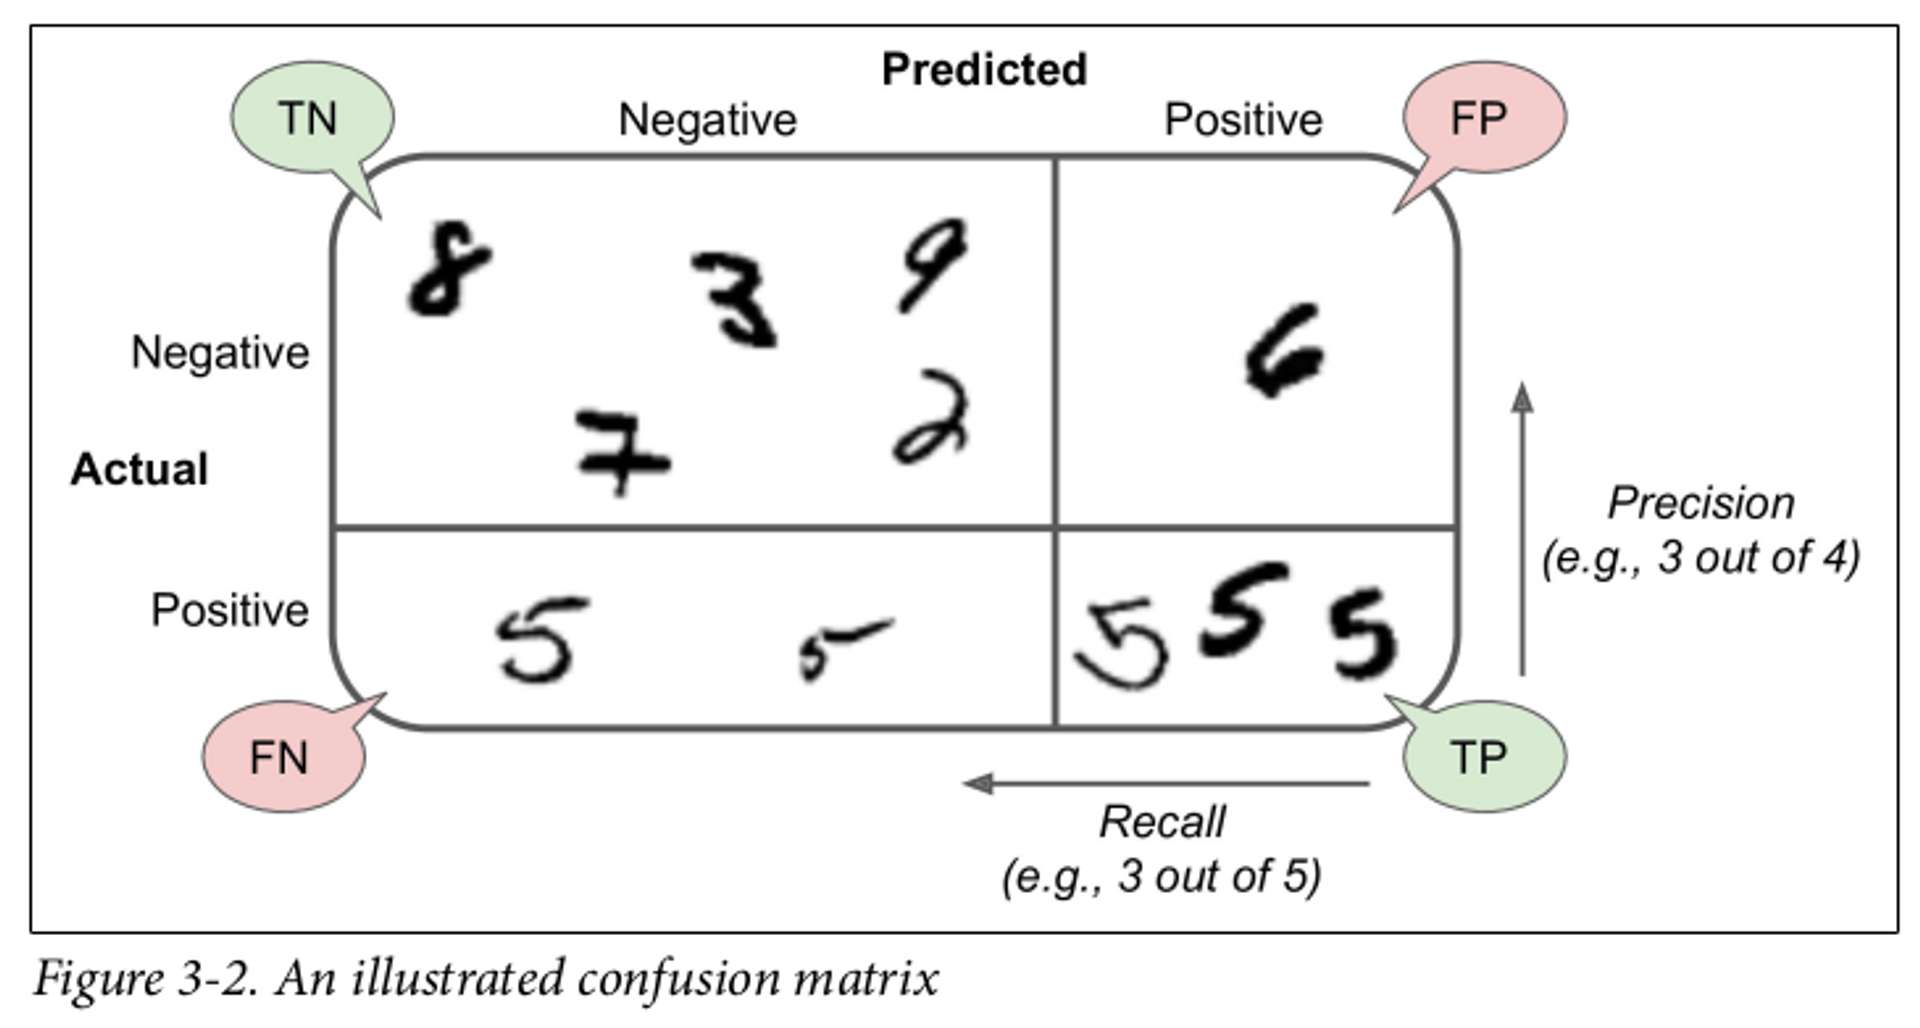 Predicted
TN
Negative
Positive
FP
8
3
9
Negative
6
7
2
Actual
Precision
(e.g., 3 out of 4)
Positive
5
5
5
5
5
FN
TP
Recall
(e.g., 3 out of 5)
Figure 3-2. An illustrated confusion matrix